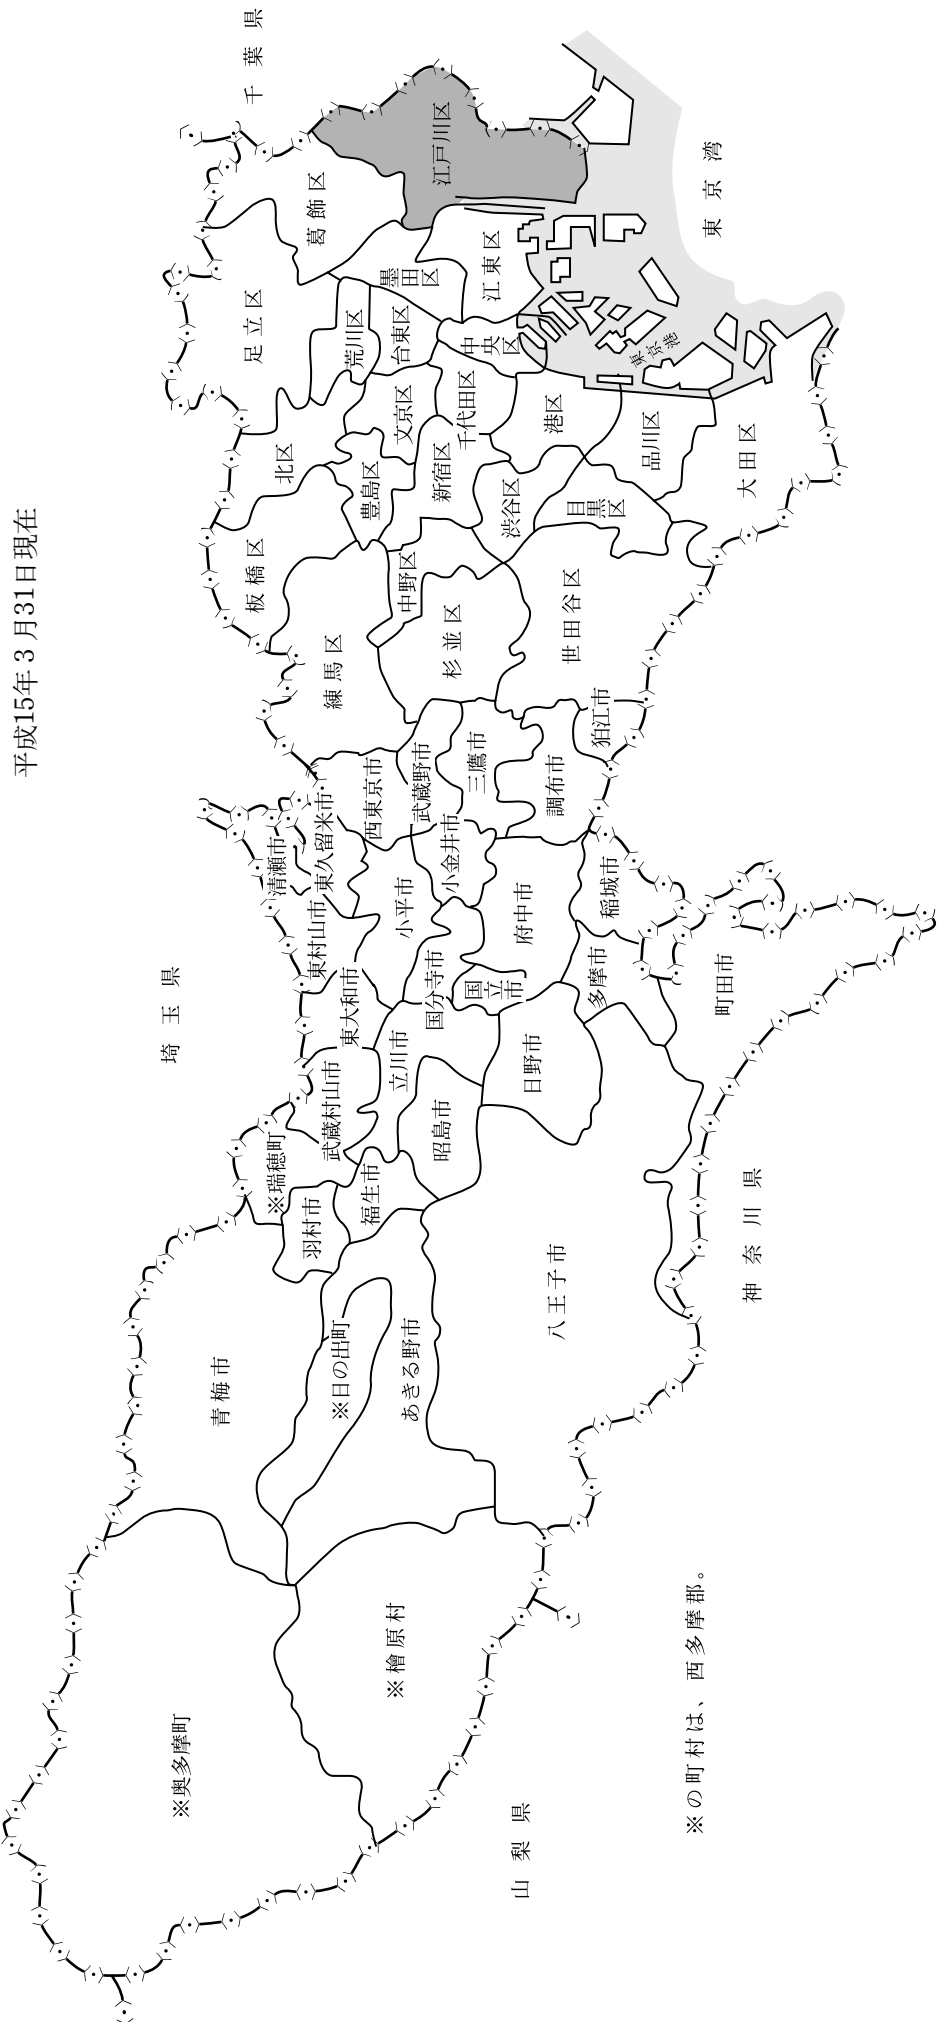 平成15年3月31日現在
埼玉県
千葉県
東京湾
神奈川県
山梨県
※奥多摩町
※檜原村
青梅市
※日の出町
あきる野市
八王子市
羽村市
※瑞穂町
福生市
武蔵村山市
昭島市
立川市
東大和市
日野市
東村山市
国分寺市
国立市
多摩市
町田市
清瀬市
東久留米市
小平市
小金井市
府中市
稲城市
西東京市
武蔵野市
三鷹市
調布市
狛江市
練馬区
杉並区
世田谷区
板橋区
中野区
北区
豊島区
新宿区
渋谷区
目黒区
文京区
千代田区
港区
品川区
大田区
足立区
荒川区
台東区
中央区
東京港
墨田区
江東区
葛飾区
江戸川区
※の町村は、西多摩郡。